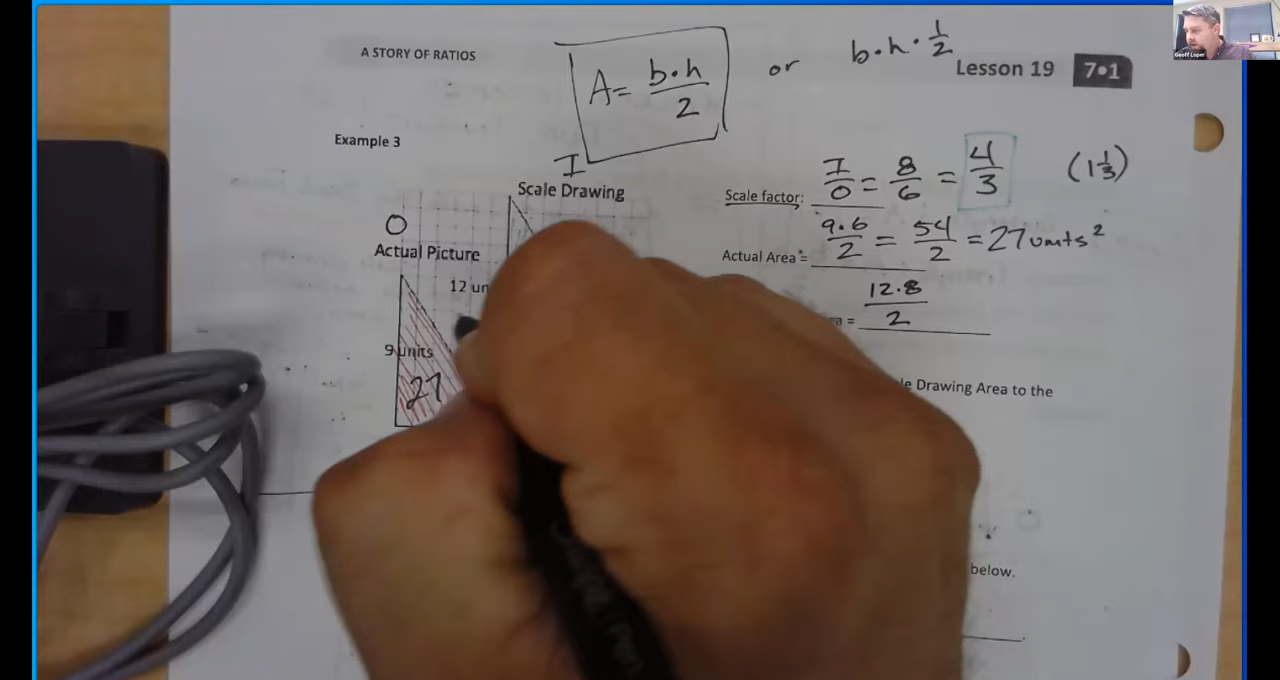 A STORY OF RATIOS
A = b·h / 2
or
b·h·1/2
Lesson 19
7•1
Geoff Loper
Example 3
I
Scale Drawing
O
Actual Picture
12 un
9 units
27
Scale factor: I/O = 8/6 = 4/3 (1 1/3)
Actual Area = 9·6/2 = 54/2 = 27 units²
= 12·8/2
Drawing Area to the
below.